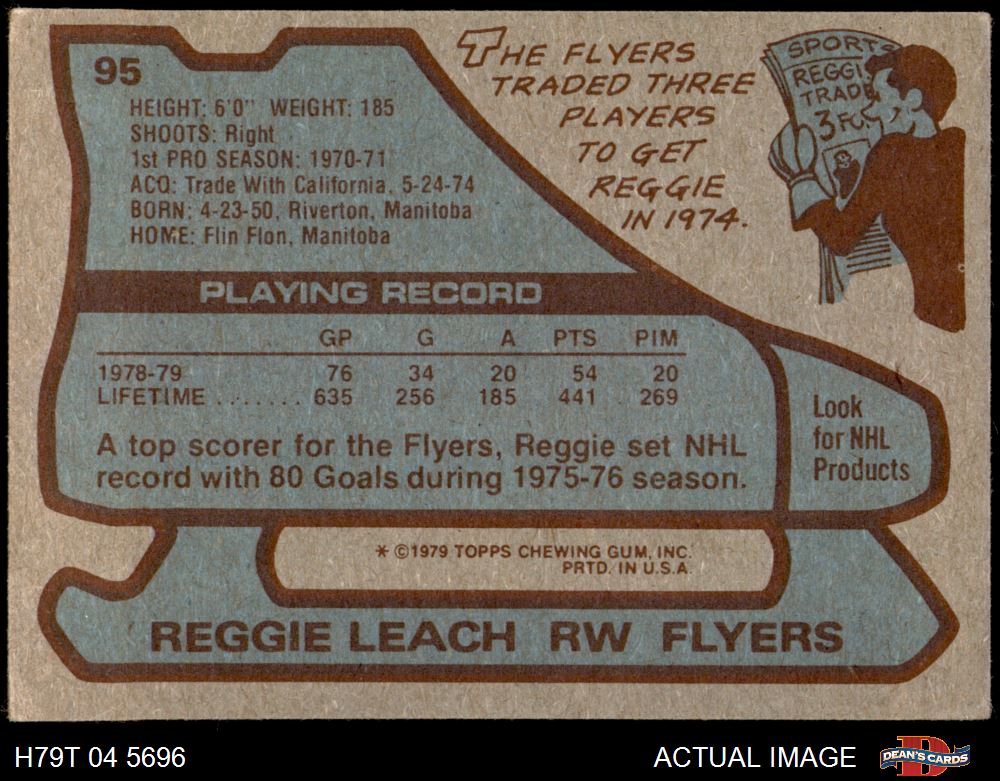 95
HEIGHT: 6'0" WEIGHT: 185
SHOOTS: Right
1st PRO SEASON: 1970-71
ACQ: Trade With California, 5-24-74
BORN: 4-23-50, Riverton, Manitoba
HOME: Flin Flon, Manitoba
THE FLYERS
TRADED THREE
PLAYERS
TO GET
REGGIE
IN 1974.
SPORTS
REGGI
TRADE
3 FO
PLAYING RECORD
GP G A PTS PIM
1978-79 76 34 20 54 20
LIFETIME ....... 635 256 185 441 269
A top scorer for the Flyers, Reggie set NHL
record with 80 Goals during 1975-76 season.
Look
for NHL
Products
* ©1979 TOPPS CHEWING GUM, INC.
PRTD. IN U.S.A.
REGGIE LEACH RW FLYERS
H79T 04 5696
ACTUAL IMAGE
DEAN'S CARDS